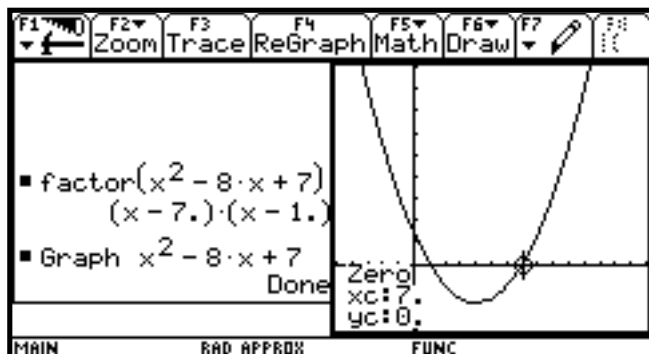 F1 F2 Zoom F3 Trace F4 ReGraph F5 Math F6 Draw F7
■ factor(x² - 8·x + 7)
(x - 7.)·(x - 1.)
■ Graph x² - 8·x + 7
Done
Zero
xc:7.
yc:0.
MAIN RAD APPROX FUNC